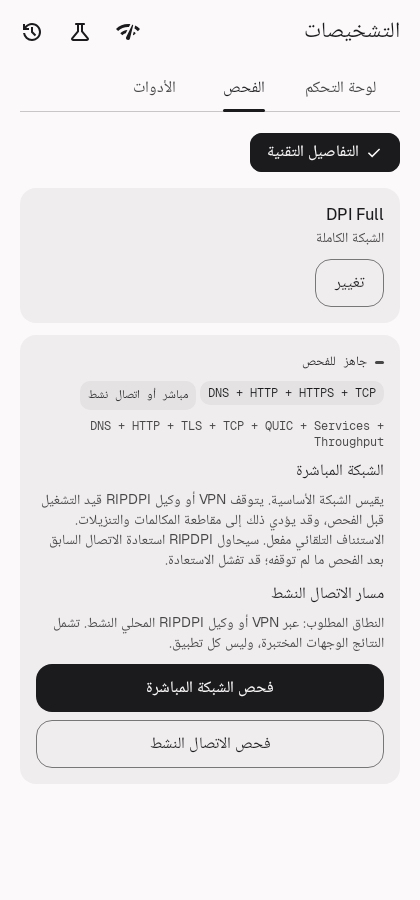 التشخيصات
لوحة التحكم
الفحص
الأدوات
التفاصيل التقنية
DPI Full
الشبكة الكاملة
تغيير
جاهز للفحص
DNS + HTTP + HTTPS + TCP
مباشر أو اتصال نشط
DNS + HTTP + TLS + TCP + QUIC + Services +
Throughput
الشبكة المباشرة
يقيس الشبكة الأساسية. يتوقف VPN أو وكيل RIPDPI قيد التشغيل
قبل الفحص، وقد يؤدي ذلك إلى مقاطعة المكالمات والتنزيلات.
الاستئناف التلقائي مفعل. سيحاول RIPDPI استعادة الاتصال السابق
بعد الفحص ما لم توقفه؛ قد تفشل الاستعادة.
مسار الاتصال النشط
النطاق المطلوب: عبر VPN أو وكيل RIPDPI المحلي النشط. تشمل
النتائج الوجهات المختبرة، وليس كل تطبيق.
فحص الشبكة المباشرة
فحص الاتصال النشط